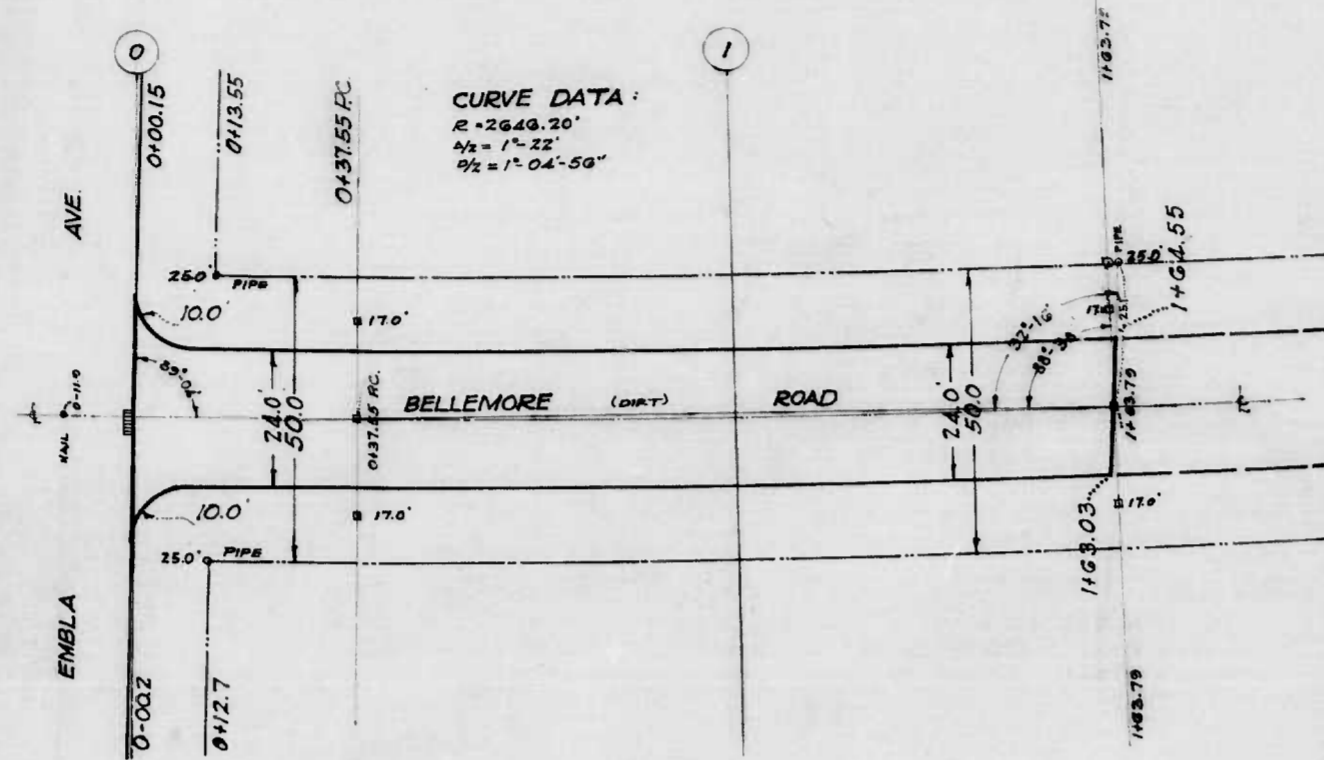 0
1
0+00.15
0+13.55
0+37.55 P.C.
CURVE DATA:
R = 2646.20'
Δ/2 = 1°-22'
D/2 = 1°-04'-56"
1+63.79
AVE.
25.0'
PIPE
10.0'
17.0'
PIPE
25.0'
1+64.55
88°-38'
NAIL
0-11.0
24.0'
50.0'
0+37.55 P.C.
BELLEMORE (DIRT) ROAD
24.0'
50.0
1+63.79
10.0'
17.0'
17.0'
25.0'
PIPE
1+63.03
EMBLA
0-00.2
0+12.7
1+63.79